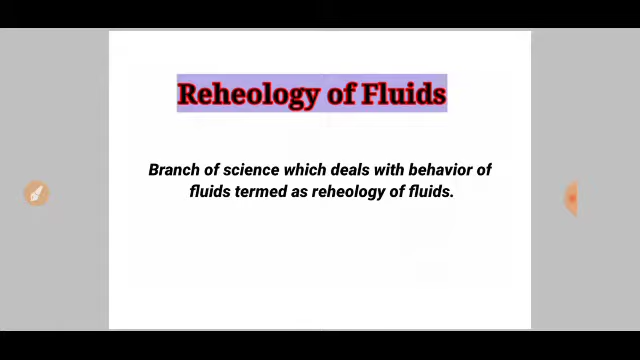 Reheology of Fluids
Branch of science which deals with behavior of
fluids termed as reheology of fluids.